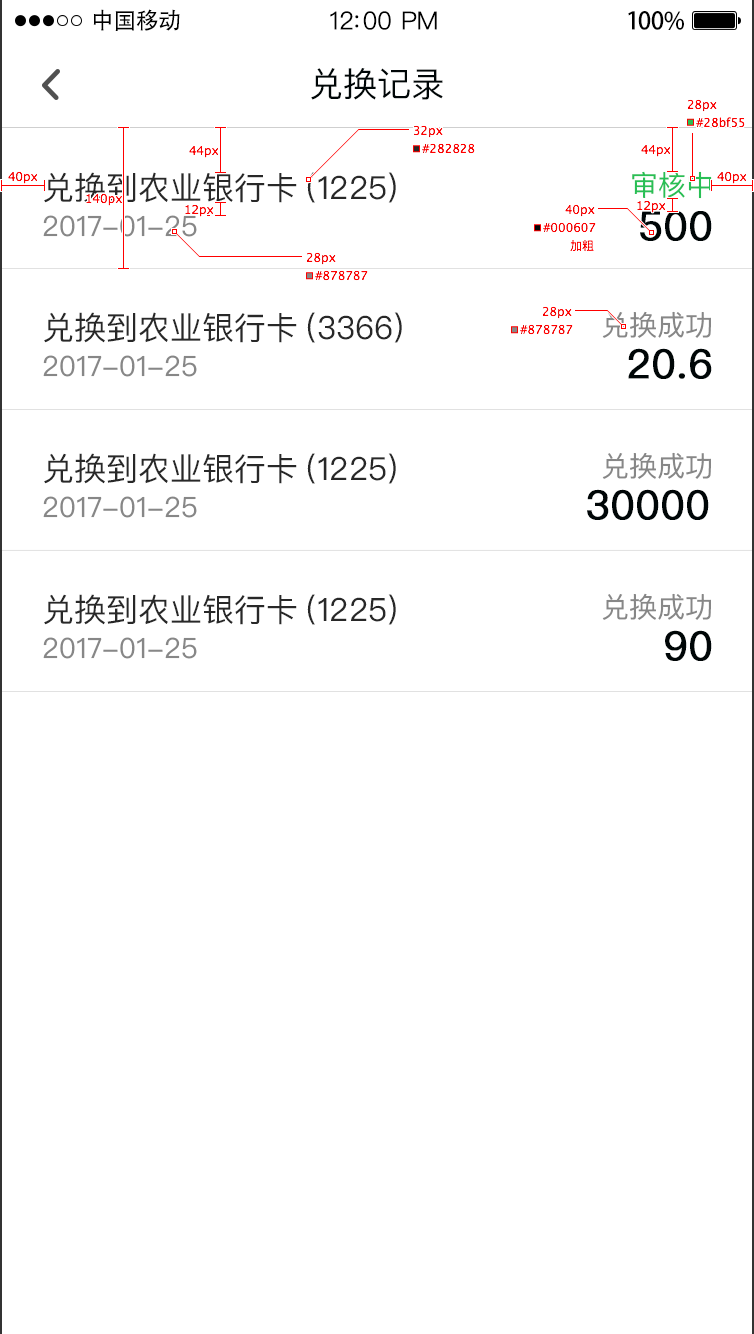 中国移动 12:00 PM 100%
兑换记录
28px
#28bf55
32px
#282828
44px
44px
40px
40px
兑换到农业银行卡 (1225)
审核中
140px
12px
12px
40px
#000607
加粗
2017-01-25
500
28px
#878787
28px
#878787
兑换到农业银行卡 (3366)
兑换成功
2017-01-25
20.6
兑换到农业银行卡 (1225)
兑换成功
2017-01-25
30000
兑换到农业银行卡 (1225)
兑换成功
2017-01-25
90